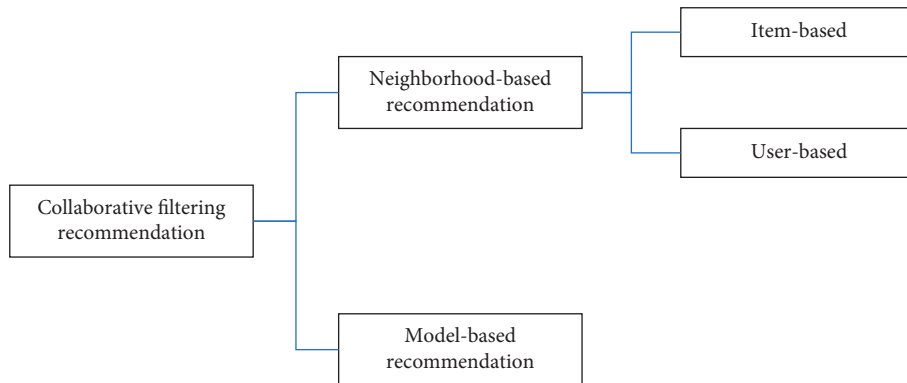 Item-based
Neighborhood-based
recommendation
User-based
Collaborative filtering
recommendation
Model-based
recommendation